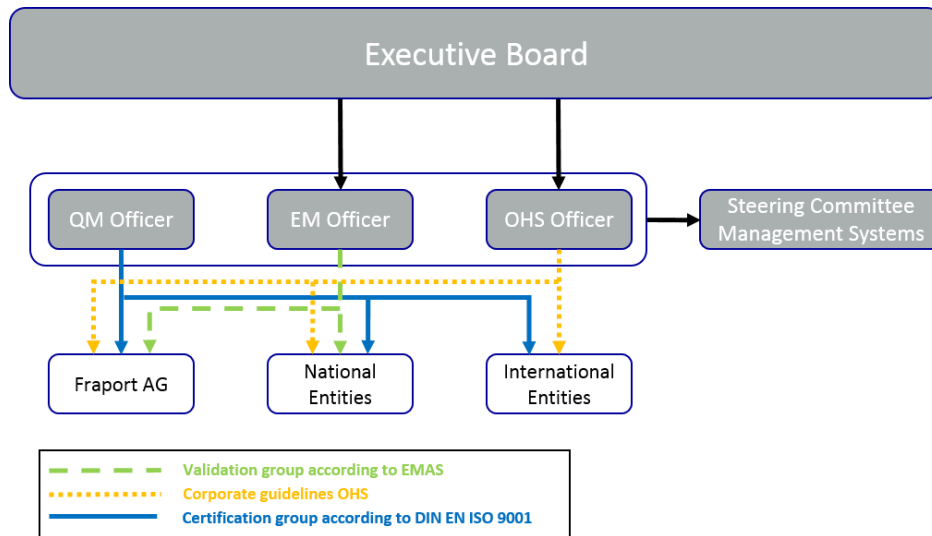 Executive Board
QM Officer
EM Officer
OHS Officer
Steering Committee
Management Systems
Fraport AG
National
Entities
International
Entities
Validation group according to EMAS
Corporate guidelines OHS
Certification group according to DIN EN ISO 9001